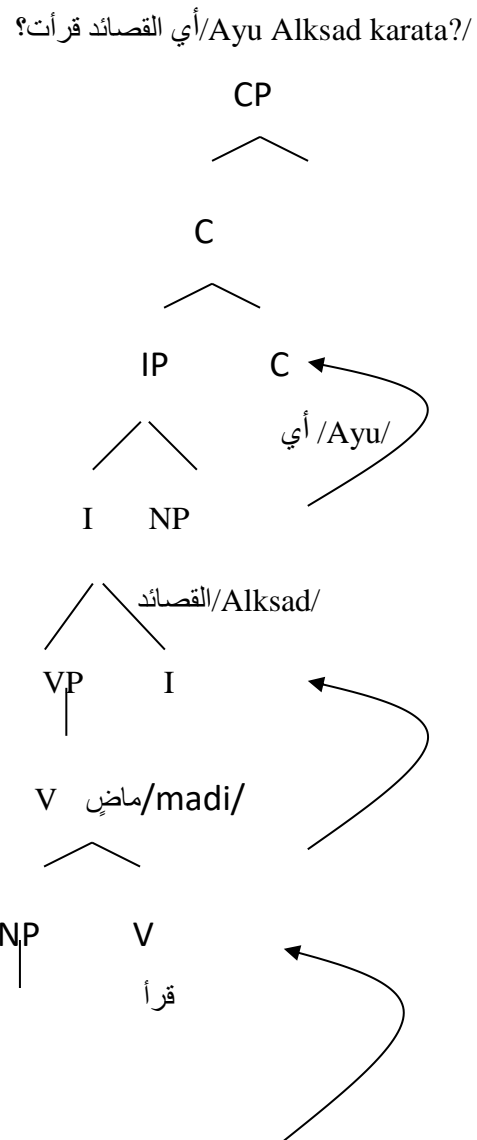 أي القصائد قرأت؟/Ayu Alksad karata?/
CP
C
IP C
أي /Ayu/
I NP
القصائد/Alksad/
VP I
V ماضٍ/madi/
NP V
قرأ